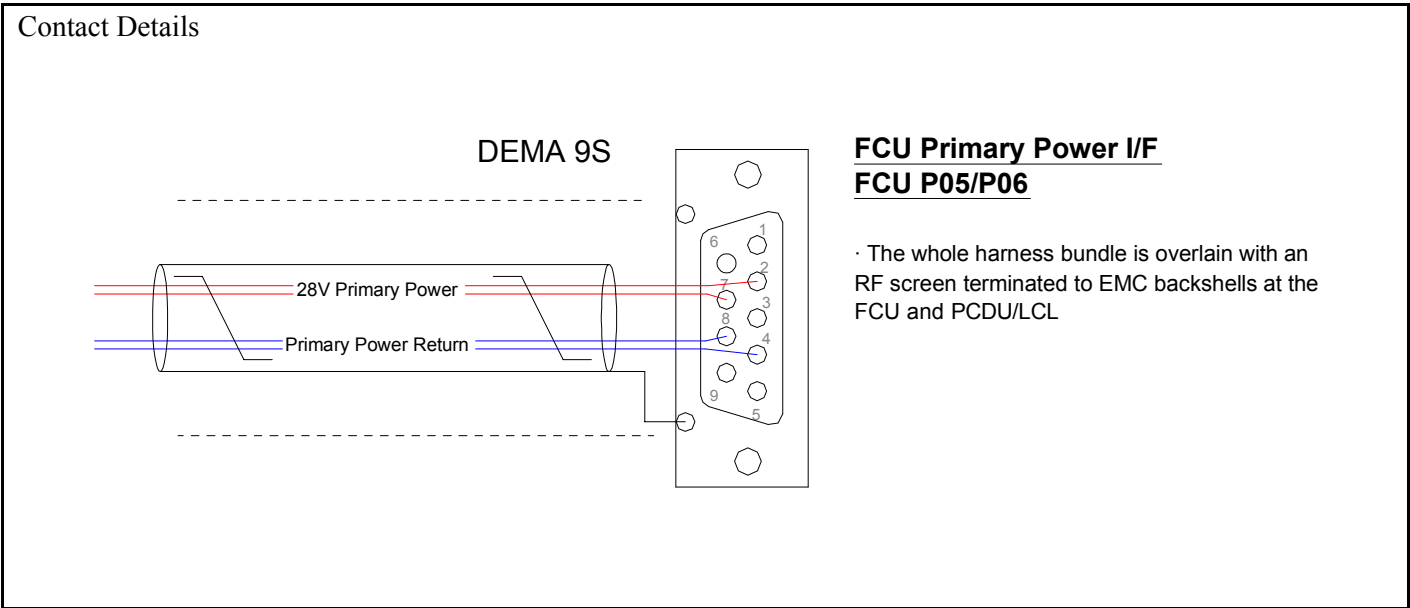 Contact Details
DEMA 9S
FCU Primary Power I/F
FCU P05/P06
· The whole harness bundle is overlain with an
RF screen terminated to EMC backshells at the
FCU and PCDU/LCL
28V Primary Power
Primary Power Return
1
6
2
7
3
8
4
9
5